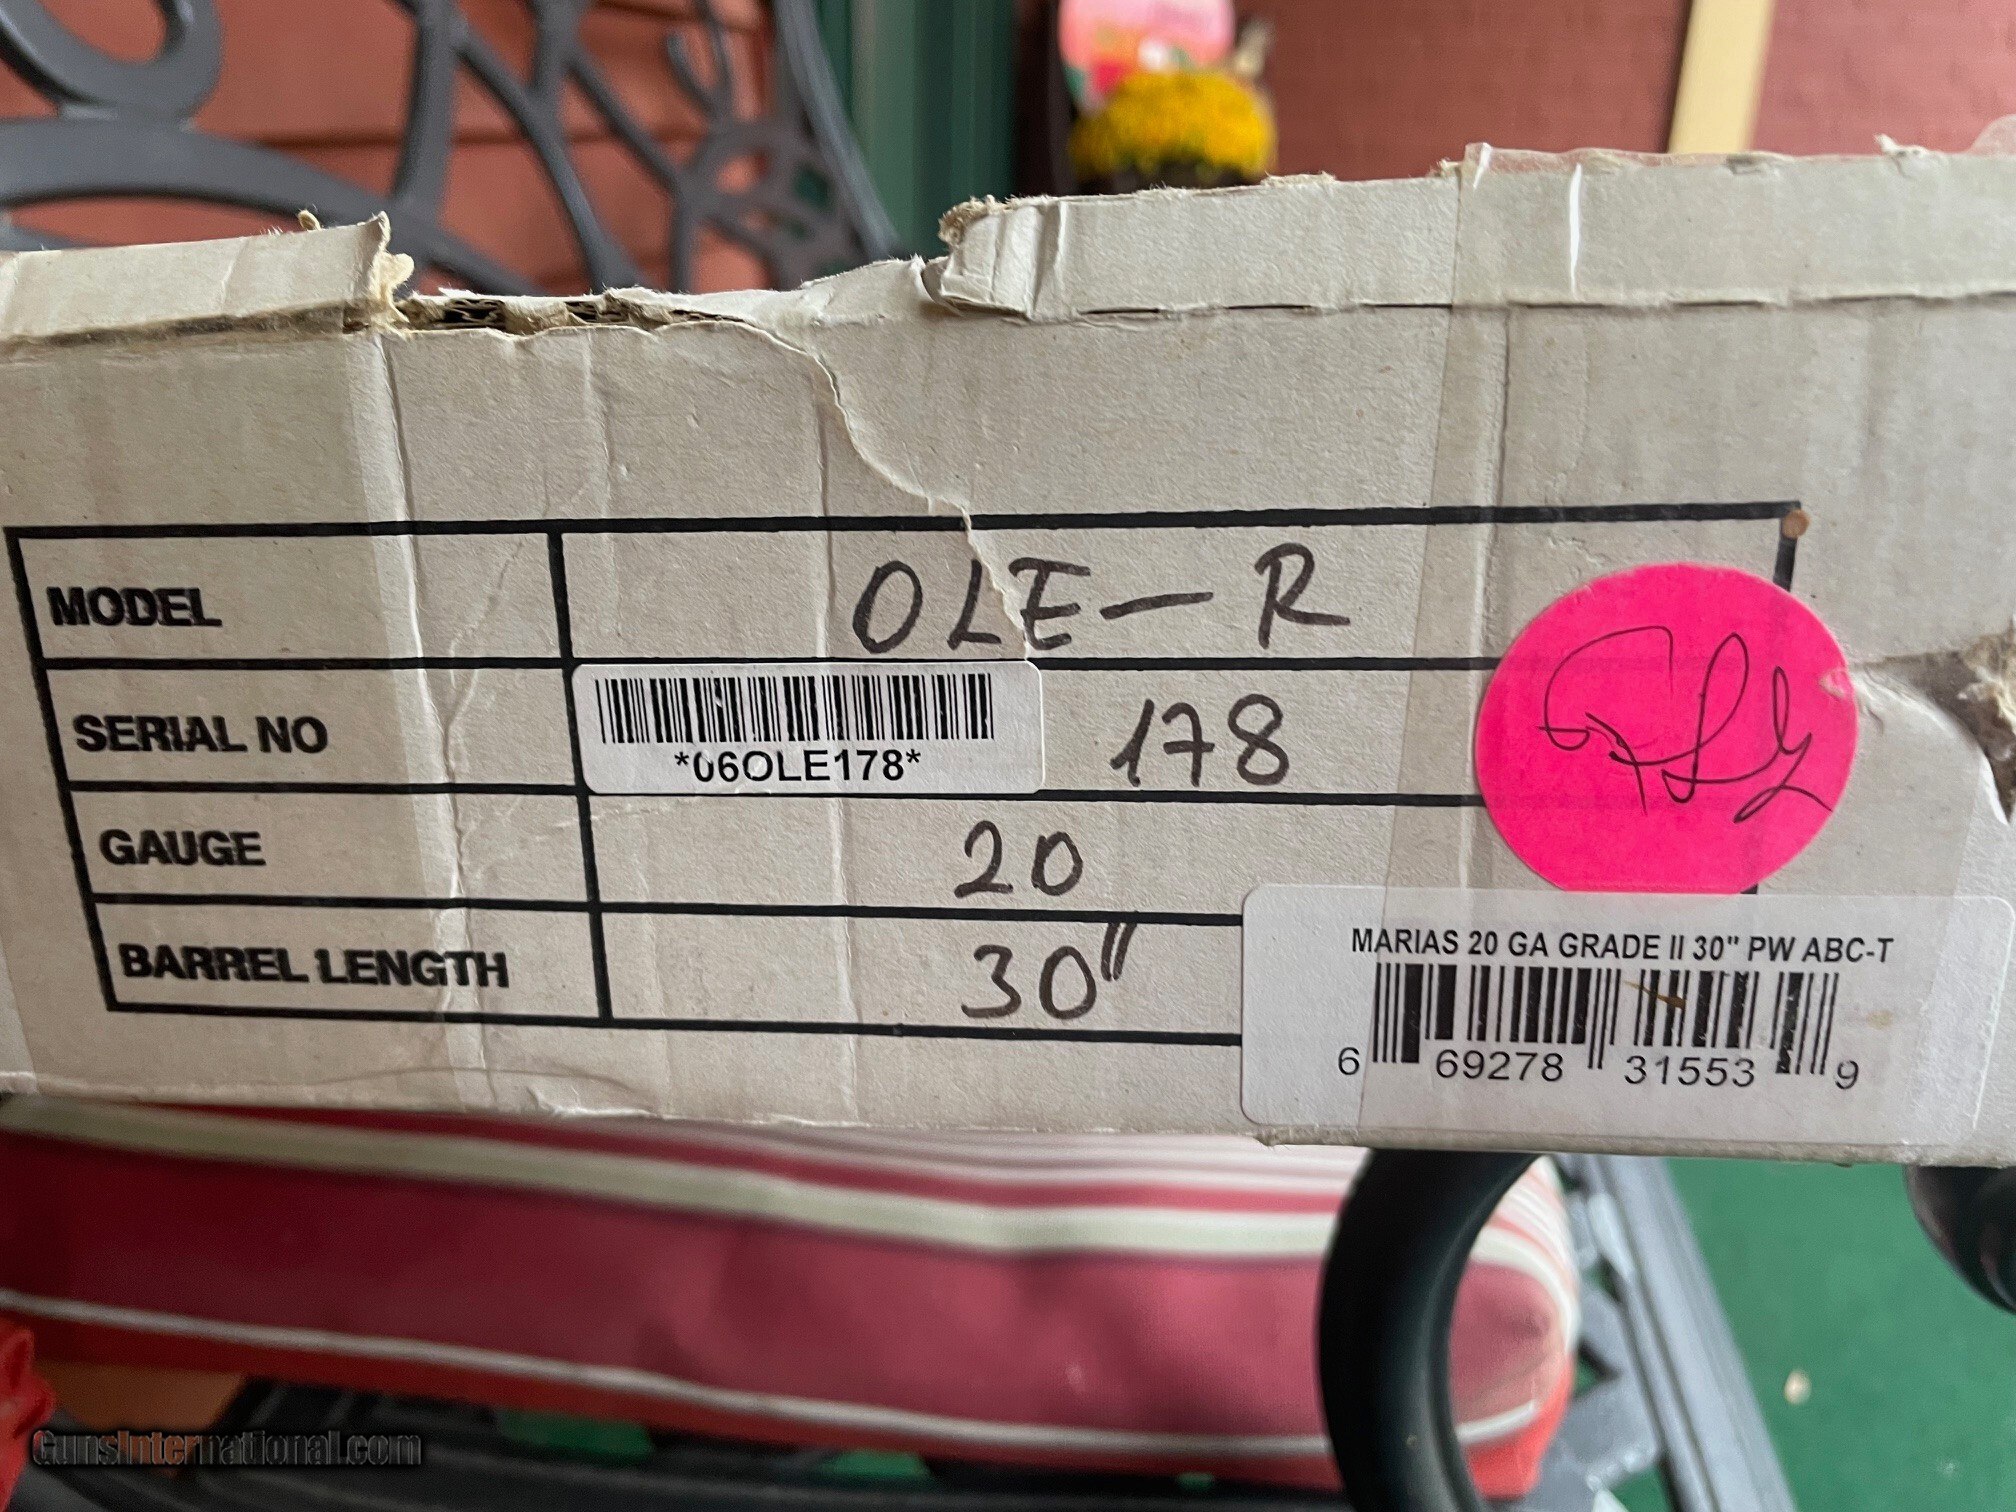 MODEL OLE-R
SERIAL NO *06OLE178* 178
GAUGE 20
BARREL LENGTH 30"
MARIAS 20 GA GRADE II 30" PW ABC-T
6 69278 31553 9
GunsInternational.com